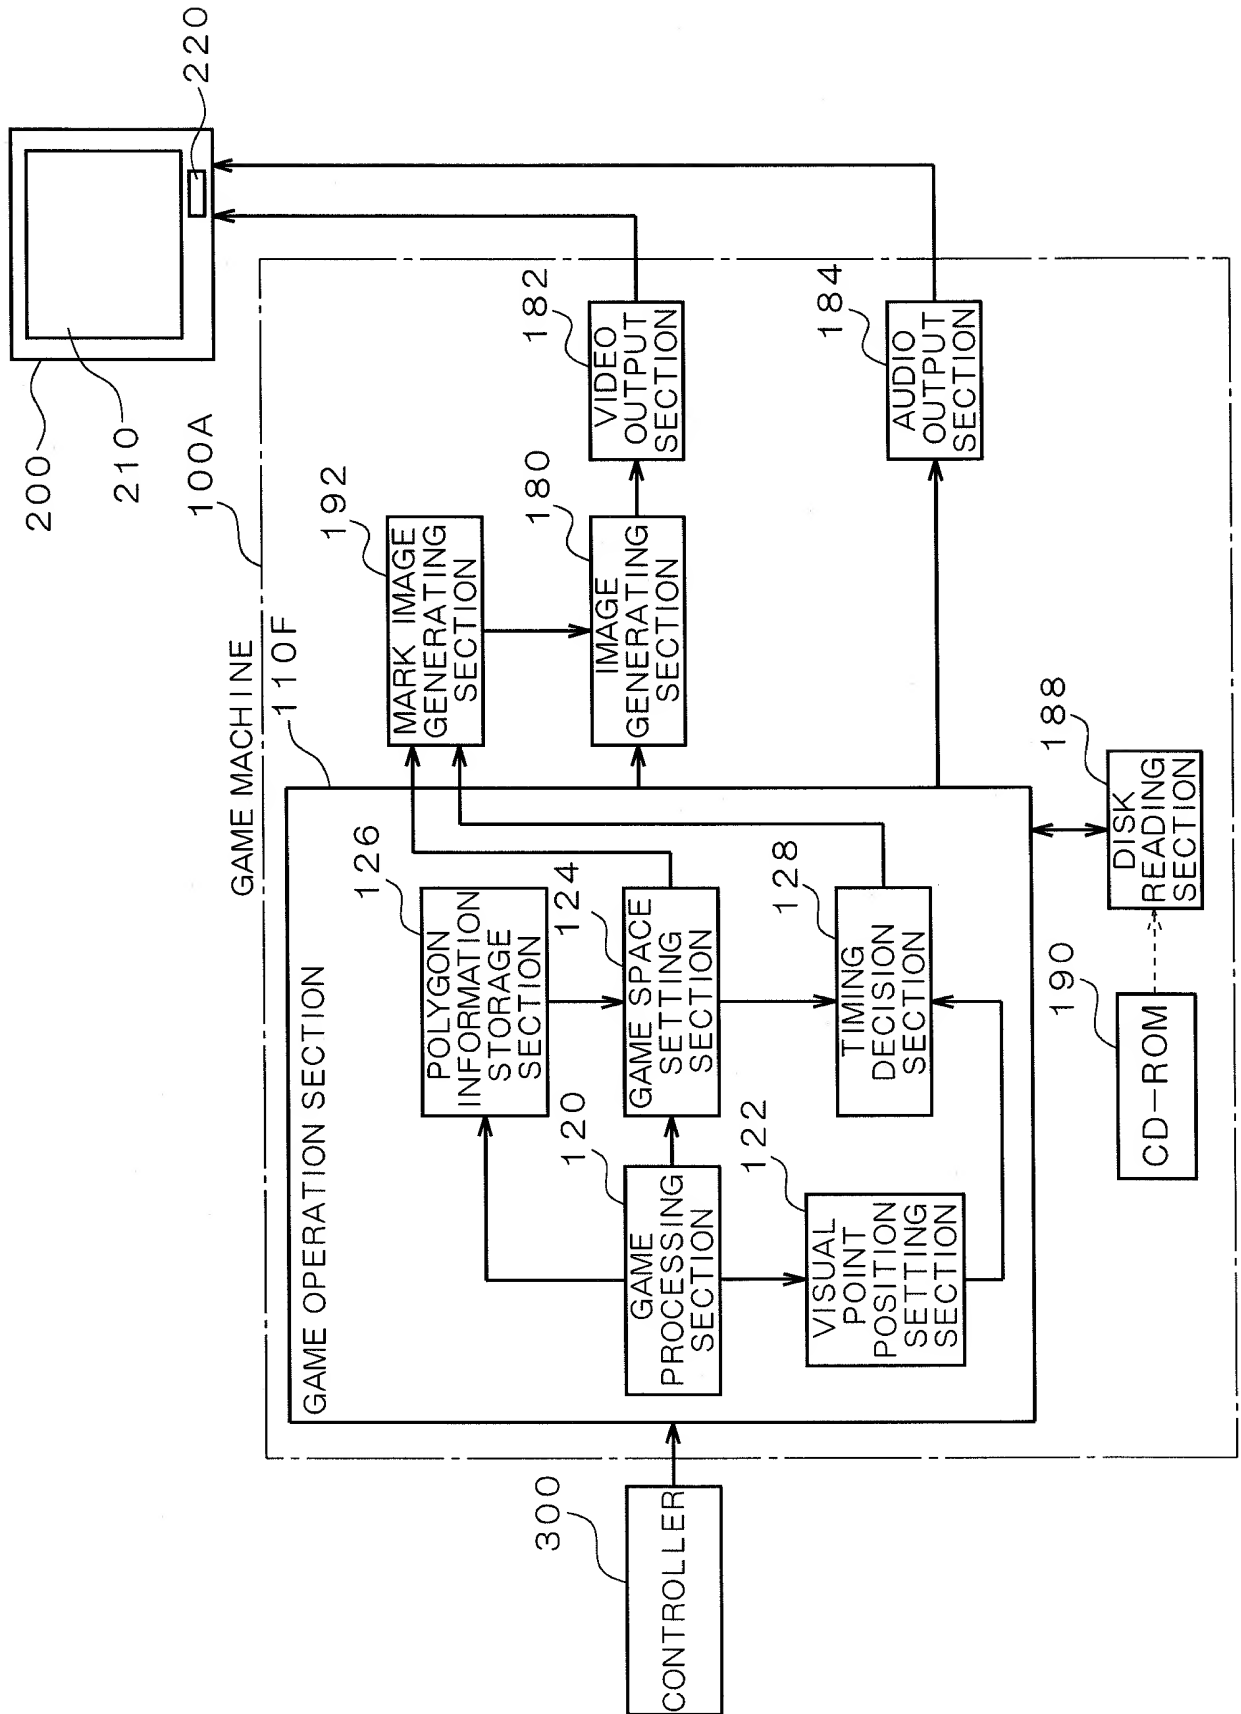 GAME MACHINE
100A
200
210
220
GAME OPERATION SECTION
110F
CONTROLLER
300
POLYGON
INFORMATION
STORAGE
SECTION
126
GAME
PROCESSING
SECTION
120
GAME SPACE
SETTING
SECTION
124
VISUAL
POINT
POSITION
SETTING
SECTION
122
TIMING
DECISION
SECTION
128
MARK IMAGE
GENERATING
SECTION
192
IMAGE
GENERATING
SECTION
180
VIDEO
OUTPUT
SECTION
182
AUDIO
OUTPUT
SECTION
184
DISK
READING
SECTION
188
CD-ROM
190